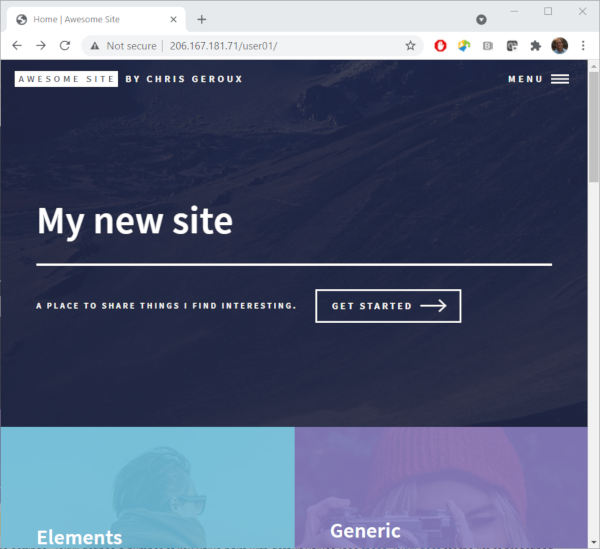 Home | Awesome Site
Not secure | 206.167.181.71/user01/
AWESOME SITE BY CHRIS GEROUX
MENU
My new site
A PLACE TO SHARE THINGS I FIND INTERESTING.
GET STARTED
Elements
Generic